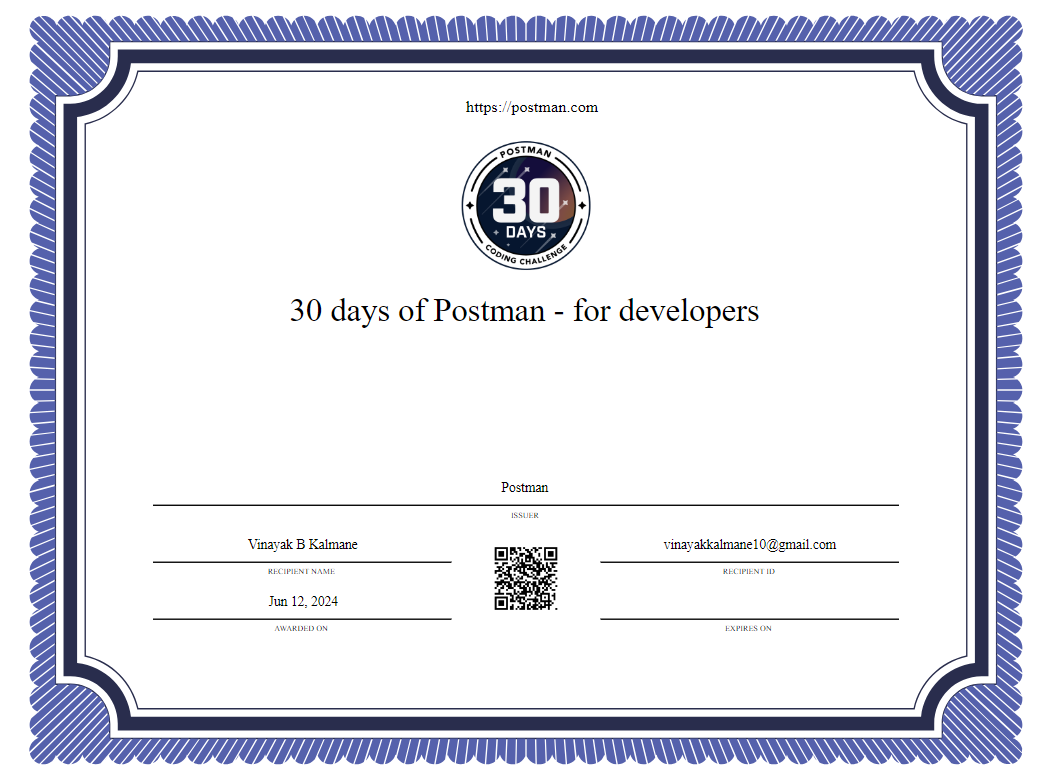 https://postman.com
POSTMAN
30
DAYS
CODING CHALLENGE
30 days of Postman - for developers
Postman
ISSUER
Vinayak B Kalmane
RECIPIENT NAME
vinayakkalmane10@gmail.com
RECIPIENT ID
Jun 12, 2024
AWARDED ON
EXPIRES ON